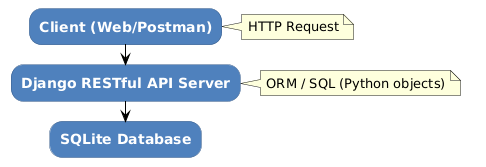 Client (Web/Postman)
HTTP Request
Django RESTful API Server
ORM / SQL (Python objects)
SQLite Database